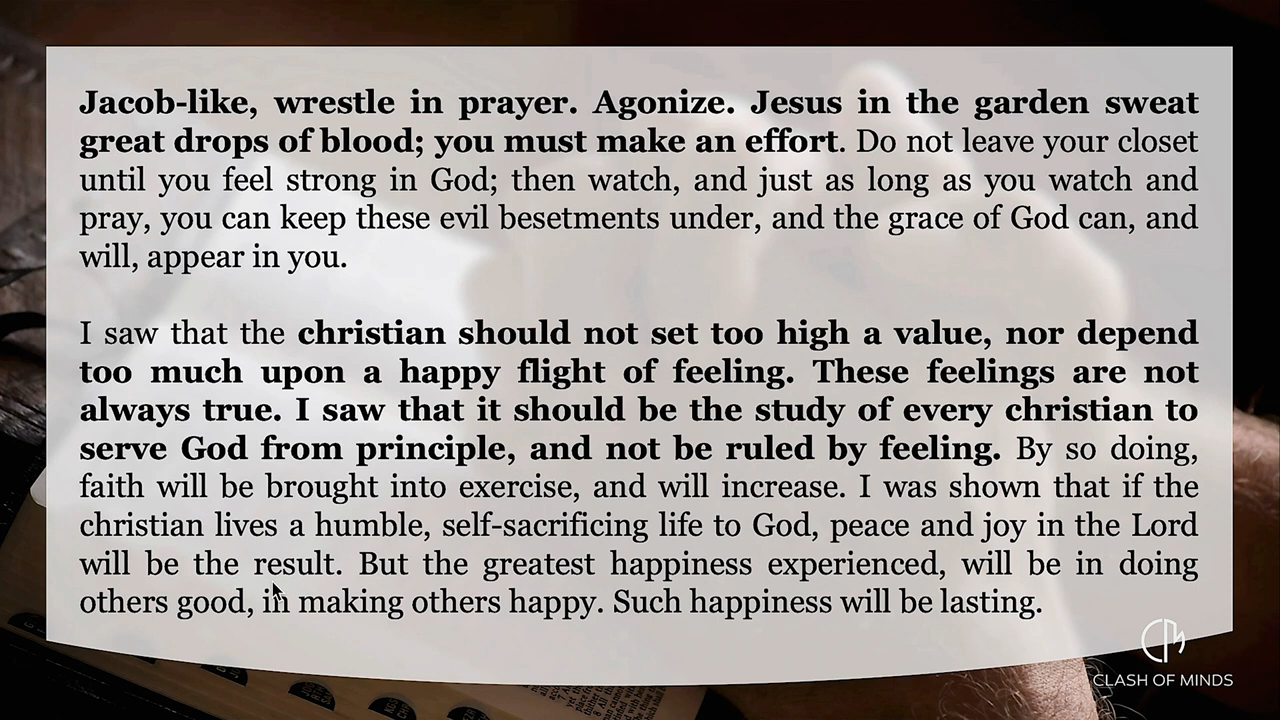 Jacob-like, wrestle in prayer. Agonize. Jesus in the garden sweat
great drops of blood; you must make an effort. Do not leave your closet
until you feel strong in God; then watch, and just as long as you watch and
pray, you can keep these evil besetments under, and the grace of God can, and
will, appear in you.
I saw that the christian should not set too high a value, nor depend
too much upon a happy flight of feeling. These feelings are not
always true. I saw that it should be the study of every christian to
serve God from principle, and not be ruled by feeling. By so doing,
faith will be brought into exercise, and will increase. I was shown that if the
christian lives a humble, self-sacrificing life to God, peace and joy in the Lord
will be the result. But the greatest happiness experienced, will be in doing
others good, in making others happy. Such happiness will be lasting.
CLASH OF MINDS